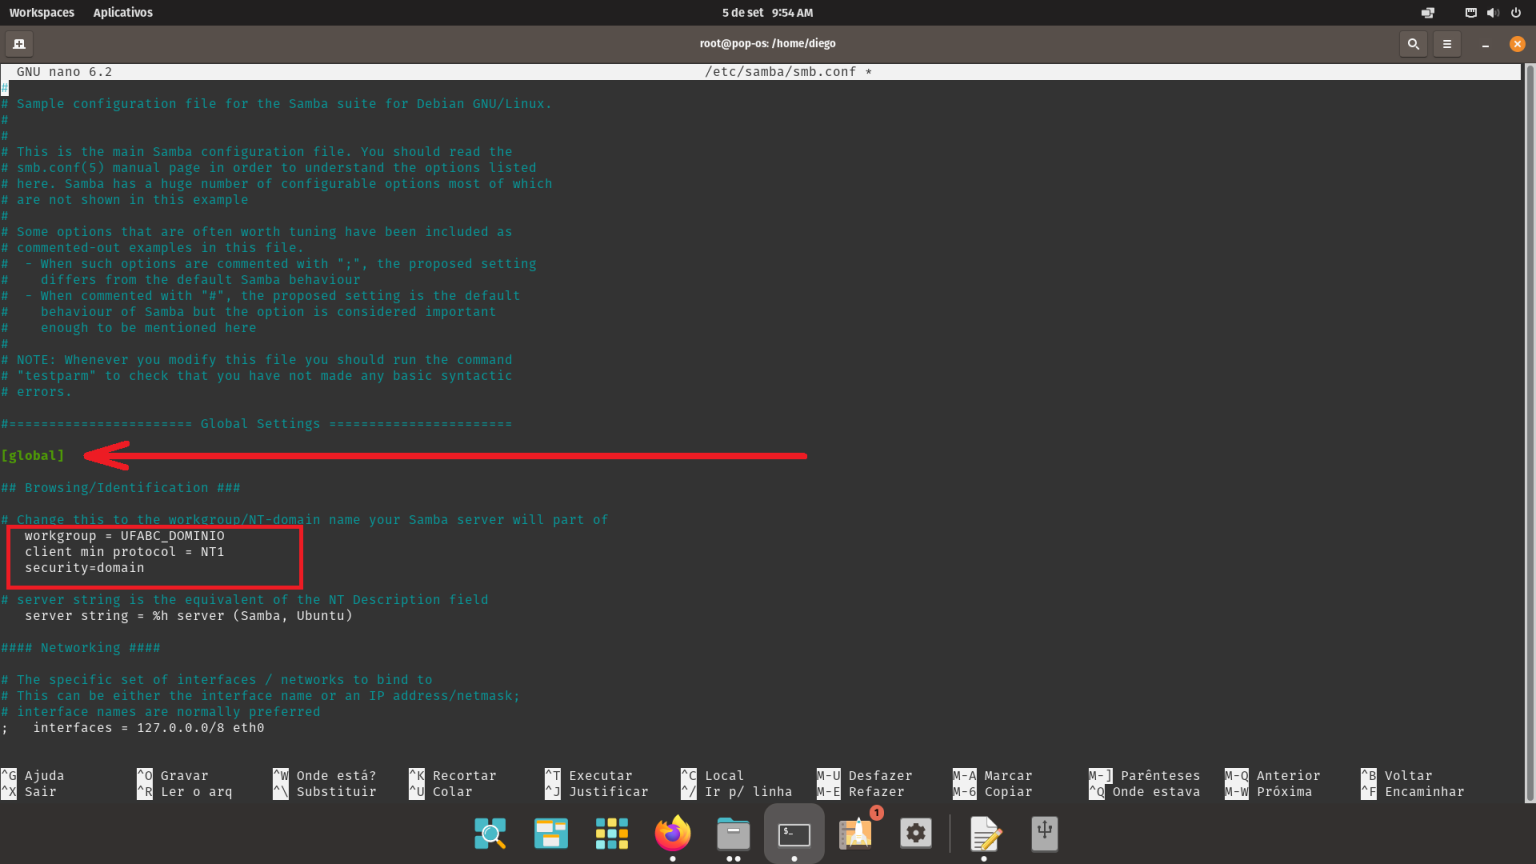 Workspaces Aplicativos 5 de set 9:54 AM
root@pop-os: /home/diego
GNU nano 6.2 /etc/samba/smb.conf *
#
# Sample configuration file for the Samba suite for Debian GNU/Linux.
#
#
# This is the main Samba configuration file. You should read the
# smb.conf(5) manual page in order to understand the options listed
# here. Samba has a huge number of configurable options most of which
# are not shown in this example
#
# Some options that are often worth tuning have been included as
# commented-out examples in this file.
#  - When such options are commented with ";", the proposed setting
#    differs from the default Samba behaviour
#  - When commented with "#", the proposed setting is the default
#    behaviour of Samba but the option is considered important
#    enough to be mentioned here
#
# NOTE: Whenever you modify this file you should run the command
# "testparm" to check that you have not made any basic syntactic
# errors.
#======================= Global Settings =======================
[global]
## Browsing/Identification ###
# Change this to the workgroup/NT-domain name your Samba server will part of
workgroup = UFABC_DOMINIO
client min protocol = NT1
security=domain
# server string is the equivalent of the NT Description field
server string = %h server (Samba, Ubuntu)
#### Networking ####
# The specific set of interfaces / networks to bind to
# This can be either the interface name or an IP address/netmask;
# interface names are normally preferred
;   interfaces = 127.0.0.0/8 eth0
^G Ajuda ^O Gravar ^W Onde está? ^K Recortar ^T Executar ^C Local M-U Desfazer M-A Marcar M-] Parênteses M-Q Anterior ^B Voltar
^X Sair ^R Ler o arq ^\ Substituir ^U Colar ^J Justificar ^/ Ir p/ linha M-E Refazer M-6 Copiar ^Q Onde estava M-W Próxima ^F Encaminhar
$_
1